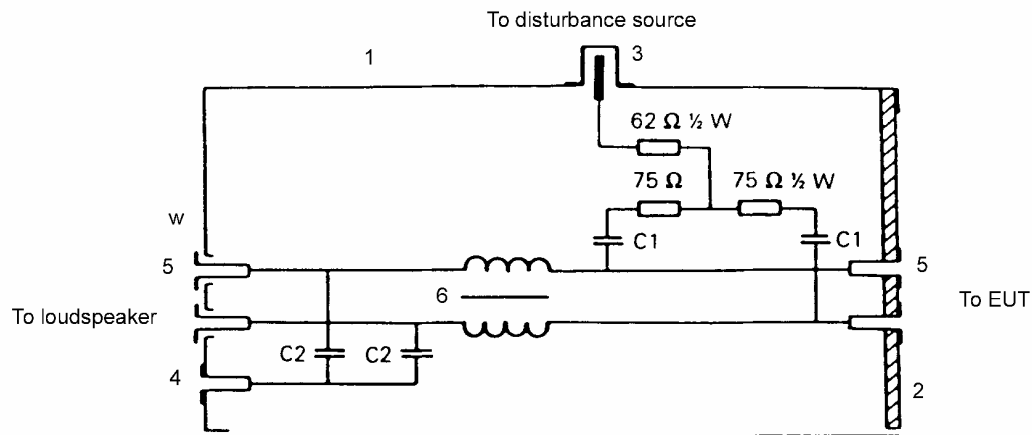 To disturbance source
1
3
62 Ω ½ W
75 Ω
75 Ω ½ W
w
C1
C1
5
5
6
To EUT
To loudspeaker
C2
C2
4
2